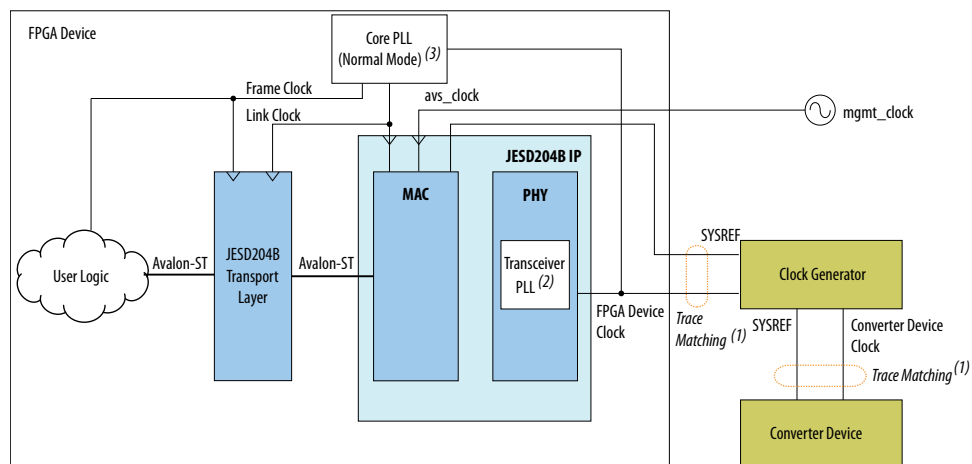 FPGA Device
Core PLL
(Normal Mode) (3)
Frame Clock
avs_clock
Link Clock
mgmt_clock
JESD204B IP
MAC
PHY
SYSREF
User Logic
Avalon-ST
JESD204B
Transport
Layer
Avalon-ST
Transceiver
PLL (2)
Clock Generator
FPGA Device
Clock
Trace
Matching (1)
SYSREF
Converter Device
Clock
Trace Matching (1)
Converter Device